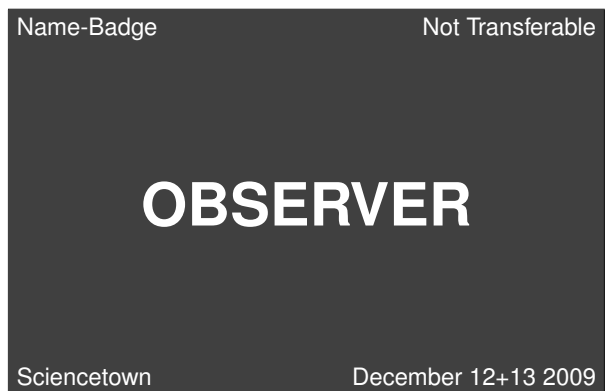 Name-Badge Not Transferable
OBSERVER
Sciencetown December 12+13 2009